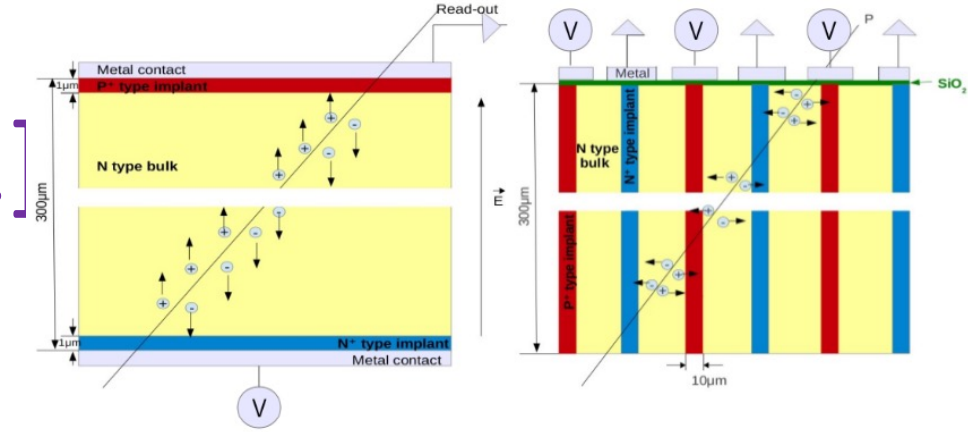 Read-out
Metal contact
1μm
P⁺ type implant
N type bulk
300μm
1μm
N⁺ type implant
Metal contact
V
E
V
V
V
P
Metal
SiO₂
N type
bulk
N⁺ type implant
300μm
P⁺ type implant
10μm